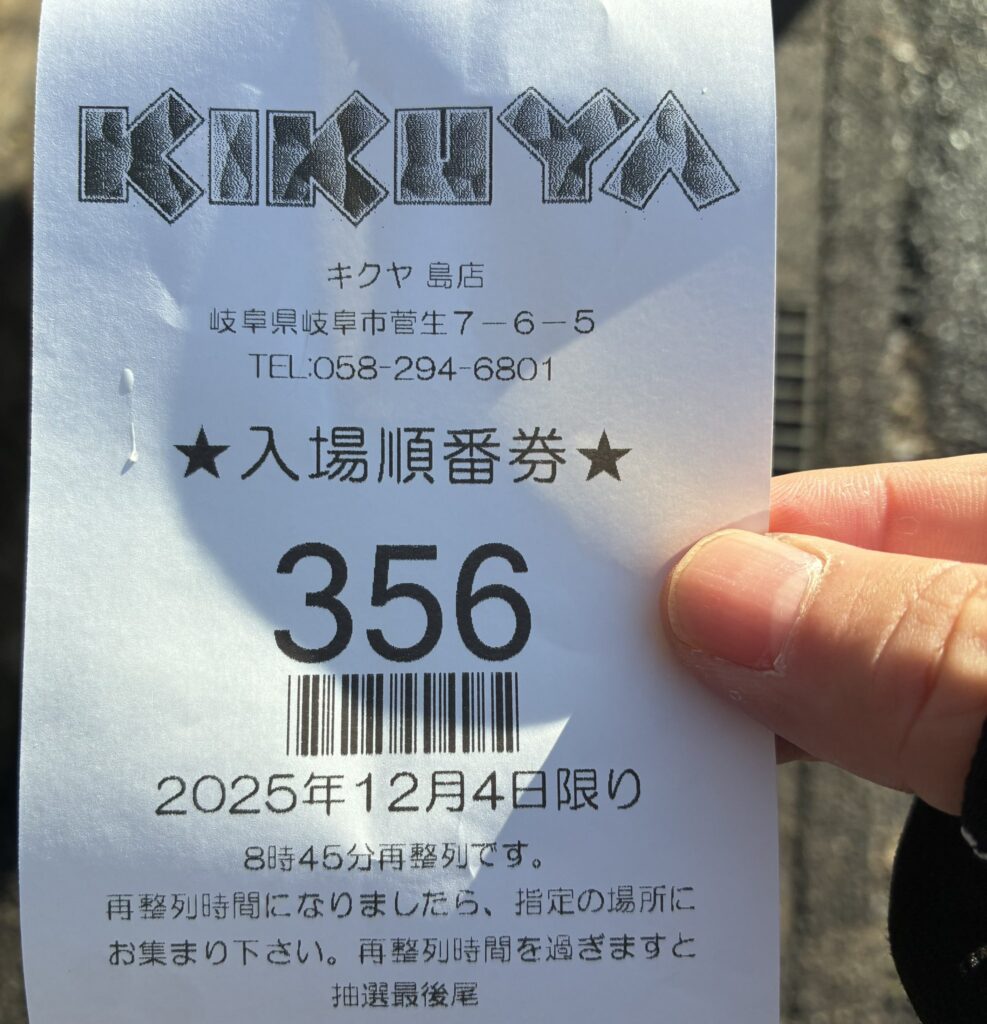 KIKUYA
キクヤ 島店
岐阜県岐阜市菅生7－6－5
TEL:058-294-6801
★入場順番券★
356
2025年12月4日限り
8時45分再整列です。
再整列時間になりましたら、指定の場所に
お集まり下さい。再整列時間を過ぎますと
抽選最後尾